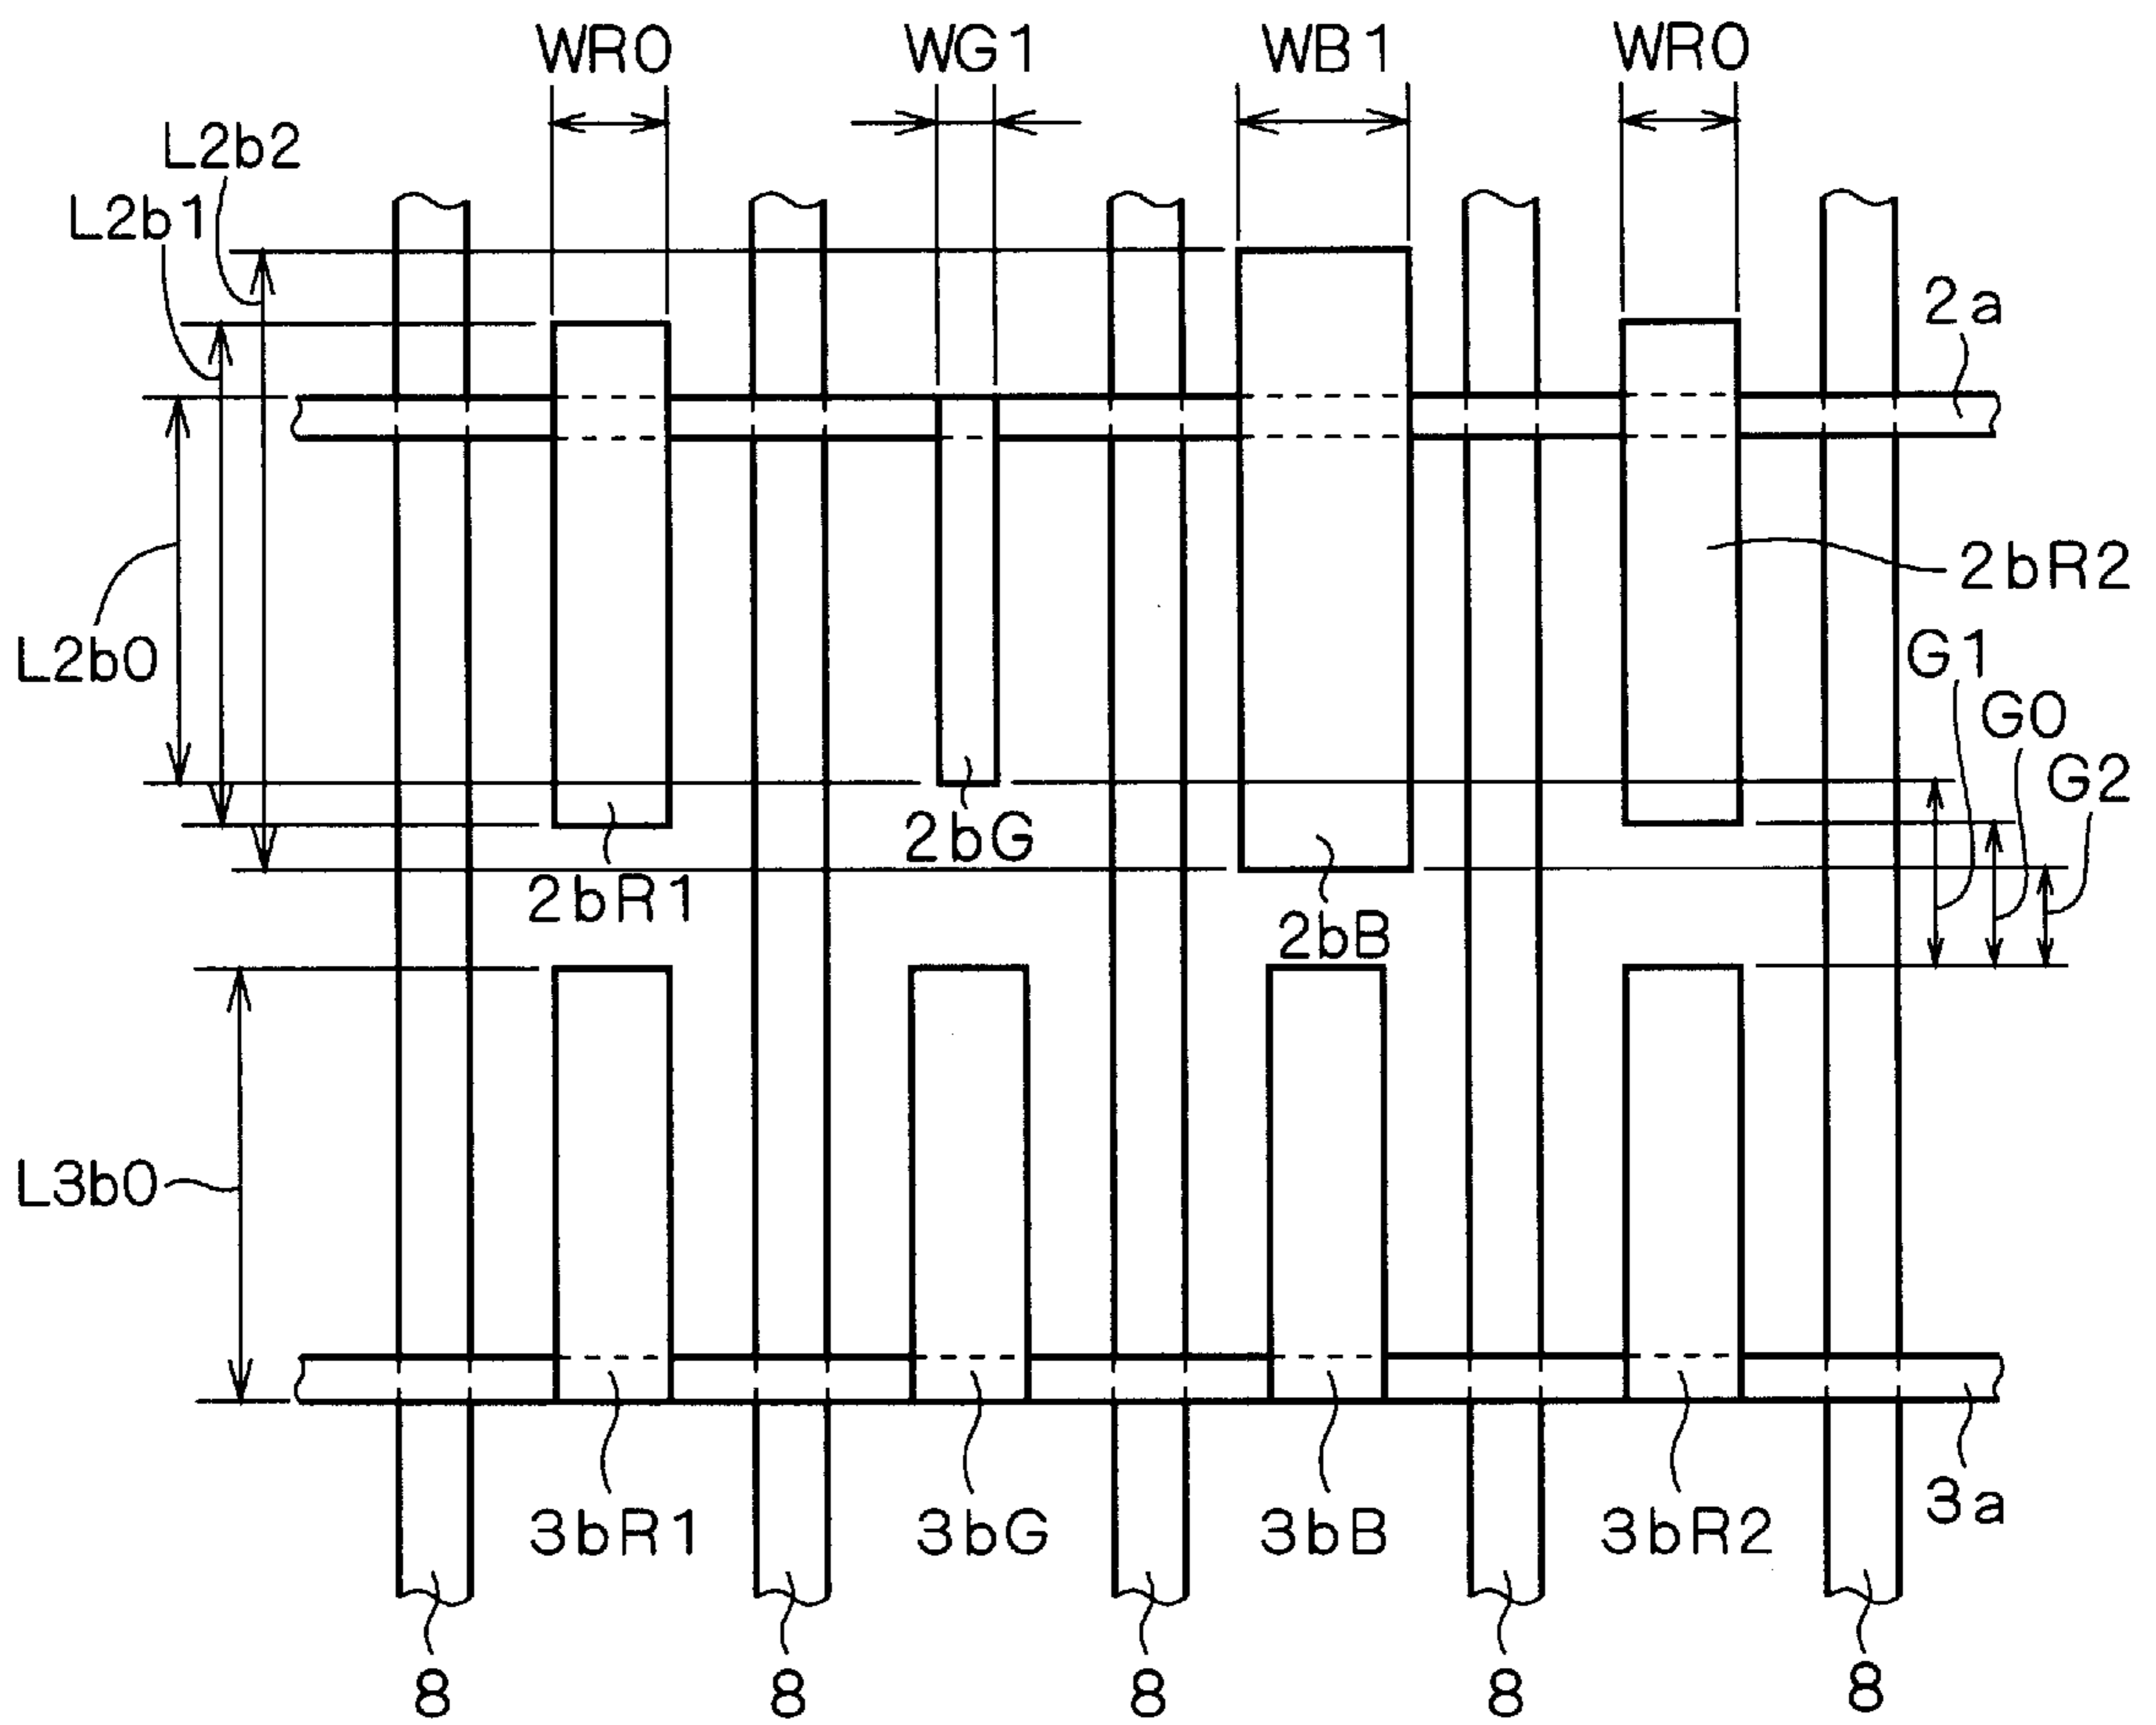 WR0 WG1 WB1 WR0
L2b2
L2b1
2a
2bR2
L2b0
G1
G0
G2
2bG
2bR1
2bB
L3b0
3a
3bR1 3bG 3bB 3bR2
8 8 8 8 8